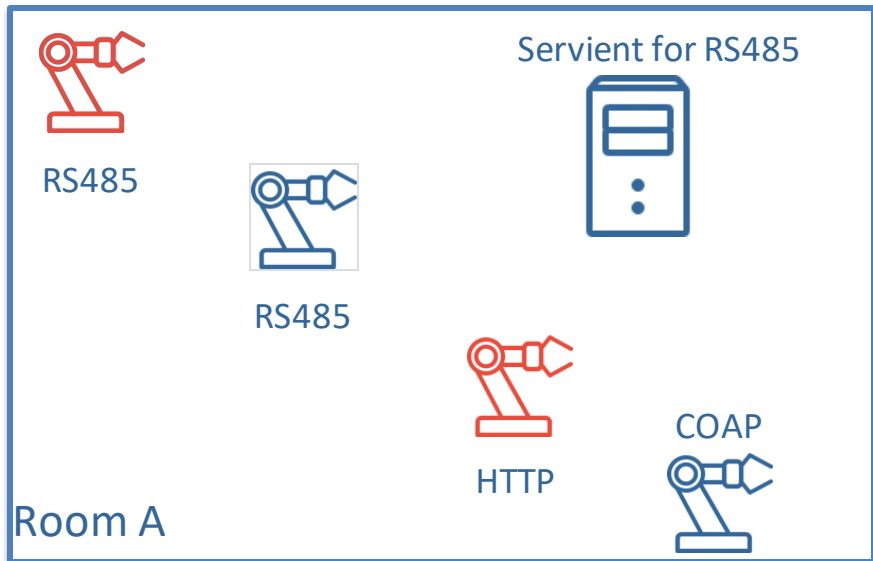 Servient for RS485
RS485
RS485
COAP
HTTP
Room A